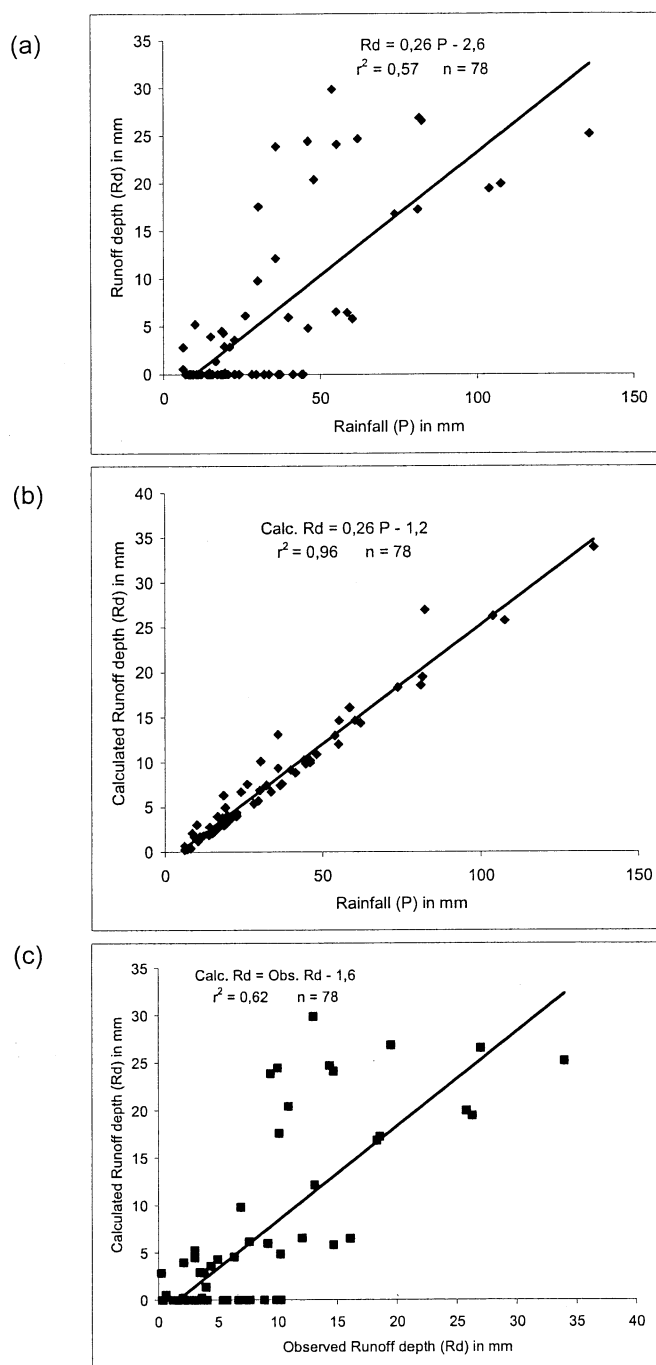 (a)
Rd = 0,26 P - 2,6
r² = 0,57 n = 78
Runoff depth (Rd) in mm
35
30
25
20
15
10
5
0
0
50
100
150
Rainfall (P) in mm
(b)
Calc. Rd = 0,26 P - 1,2
r² = 0,96 n = 78
Calculated Runoff depth (Rd) in mm
40
35
30
25
20
15
10
5
0
0
50
100
150
Rainfall (P) in mm
(c)
Calc. Rd = Obs. Rd - 1,6
r² = 0,62 n = 78
Calculated Runoff depth (Rd) in mm
35
30
25
20
15
10
5
0
0
5
10
15
20
25
30
35
40
Observed Runoff depth (Rd) in mm